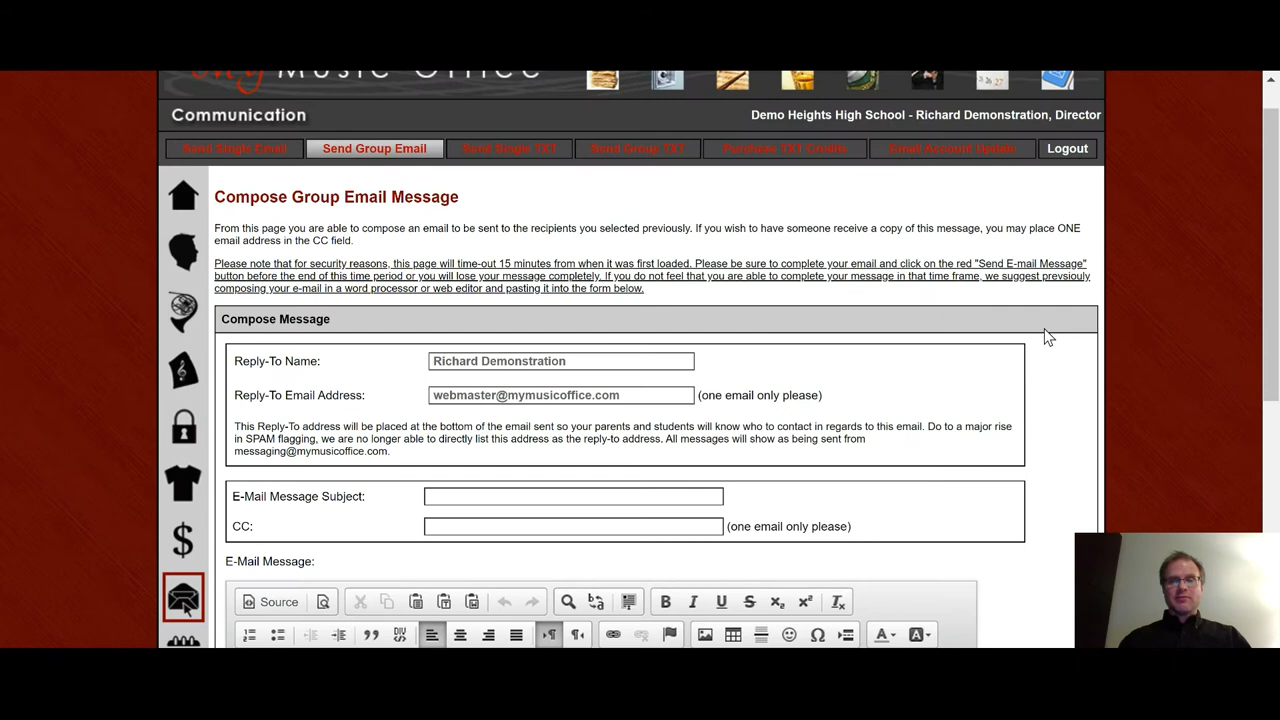 My MUSIC OFFICE
26 27
Communication
Demo Heights High School - Richard Demonstration, Director
Send Single Email
Send Group Email
Send Single TXT
Send Group TXT
Purchase TXT Credits
Email Account Update
Logout
Compose Group Email Message
From this page you are able to compose an email to be sent to the recipients you selected previously. If you wish to have someone receive a copy of this message, you may place ONE
email address in the CC field.
Please note that for security reasons, this page will time-out 15 minutes from when it was first loaded. Please be sure to complete your email and click on the red "Send E-mail Message"
button before the end of this time period or you will lose your message completely. If you do not feel that you are able to complete your message in that time frame, we suggest prevsiouly
composing your e-mail in a word processor or web editor and pasting it into the form below.
Compose Message
Reply-To Name:
Richard Demonstration
Reply-To Email Address:
webmaster@mymusicoffice.com
(one email only please)
This Reply-To address will be placed at the bottom of the email sent so your parents and students will know who to contact in regards to this email. Do to a major rise
in SPAM flagging, we are no longer able to directly list this address as the reply-to address. All messages will show as being sent from
messaging@mymusicoffice.com.
E-Mail Message Subject:
CC:
(one email only please)
E-Mail Message:
Source